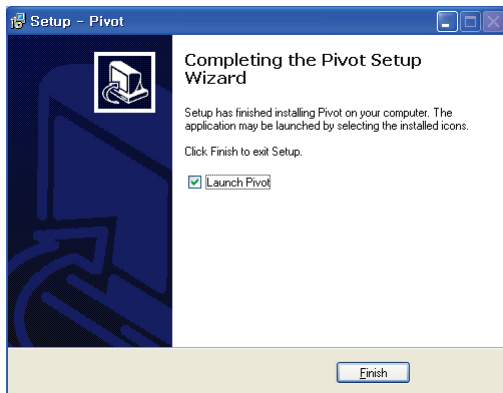 Setup - Pivot
Completing the Pivot Setup
Wizard
Setup has finished installing Pivot on your computer. The
application may be launched by selecting the installed icons.
Click Finish to exit Setup.
Launch Pivot
Finish